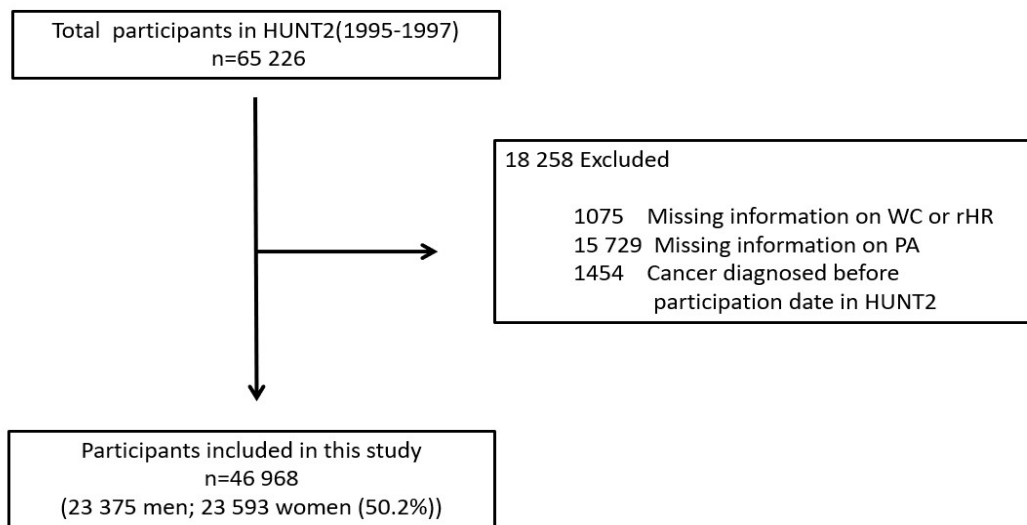 Total participants in HUNT2(1995-1997)
n=65 226
18 258 Excluded
1075 Missing information on WC or rHR
15 729 Missing information on PA
1454 Cancer diagnosed before
participation date in HUNT2
Participants included in this study
n=46 968
(23 375 men; 23 593 women (50.2%))